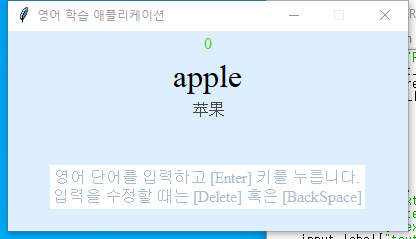 영어 학습 애플리케이션
0
apple
苹果
영어 단어를 입력하고 [Enter] 키를 누릅니다.
입력을 수정할 때는 [Delete] 혹은 [BackSpace]